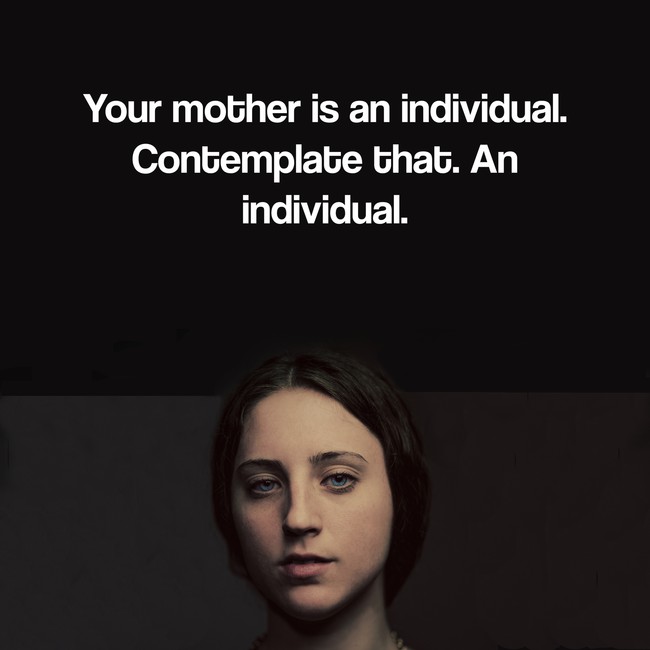 Your mother is an individual.
Contemplate that. An
individual.